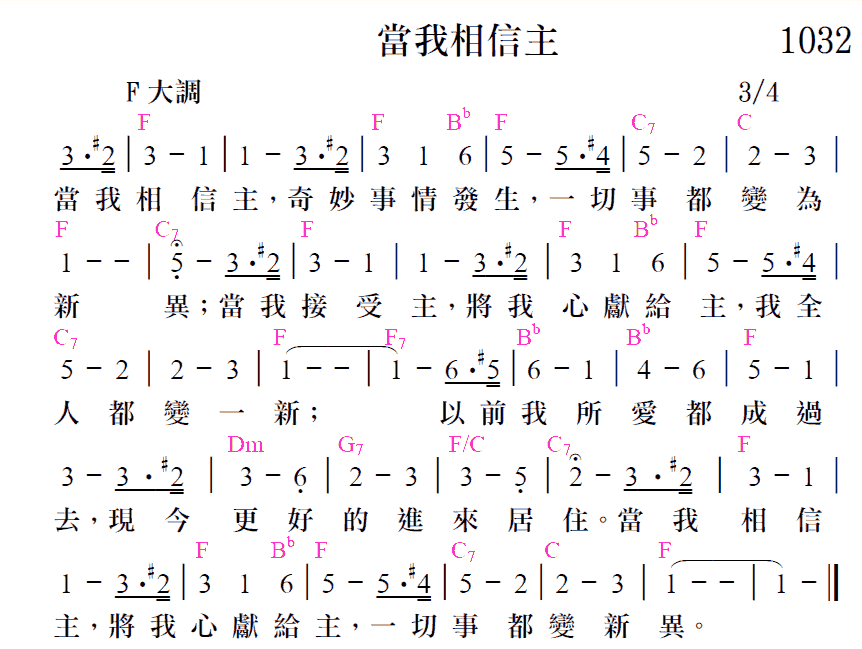 當我相信主 1032
F 大調 3/4
F F B♭ F C7 C
3·♯2 | 3 – 1 | 1 – 3·♯2 | 3 1 6 | 5 – 5·♯4 | 5 – 2 | 2 – 3 |
當我相信主，奇妙事情發生，一切事都變為
F C7 F F B♭ F
1 – – | 5̣ – 3·♯2 | 3 – 1 | 1 – 3·♯2 | 3 1 6 | 5 – 5·♯4 |
新異；當我接受主，將我心獻給主，我全
C7 F F7 B♭ B♭ F
5 – 2 | 2 – 3 | 1 – – | 1 – 6·♯5 | 6 – 1 | 4 – 6 | 5 – 1 |
人都變一新；以前我所愛都成過
Dm G7 F/C C7 F
3 – 3·♯2 | 3 – 6̣ | 2 – 3 | 3 – 5̣ | 2 – 3·♯2 | 3 – 1 |
去，現今更好的進來居住。當我相信
F B♭ F C7 C F
1 – 3·♯2 | 3 1 6 | 5 – 5·♯4 | 5 – 2 | 2 – 3 | 1 – – | 1 – ||
主，將我心獻給主，一切事都變新異。